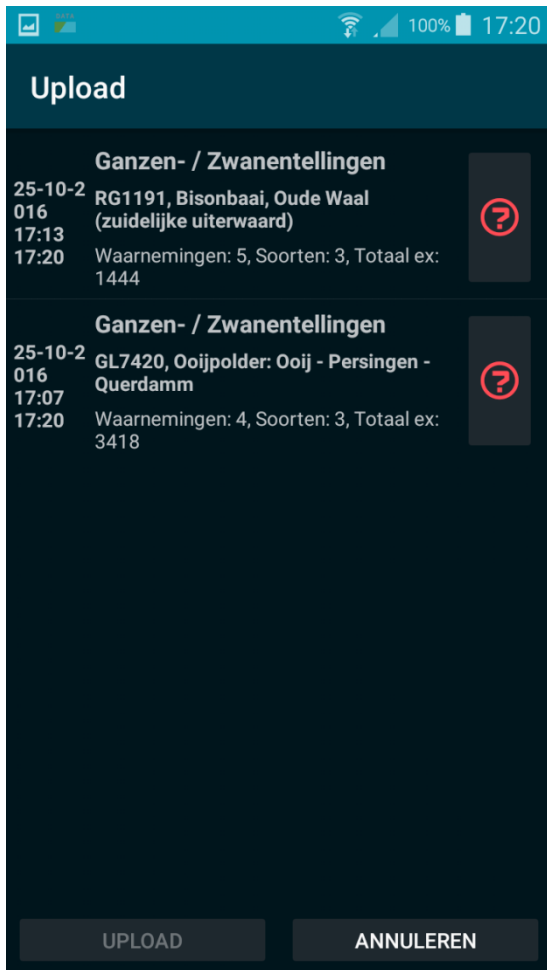 100% 17:20
Upload
Ganzen- / Zwanentellingen
25-10-2
016
17:13
17:20
RG1191, Bisonbaai, Oude Waal
(zuidelijke uiterwaard)
Waarnemingen: 5, Soorten: 3, Totaal ex:
1444
Ganzen- / Zwanentellingen
25-10-2
016
17:07
17:20
GL7420, Ooijpolder: Ooij - Persingen -
Querdamm
Waarnemingen: 4, Soorten: 3, Totaal ex:
3418
UPLOAD
ANNULEREN